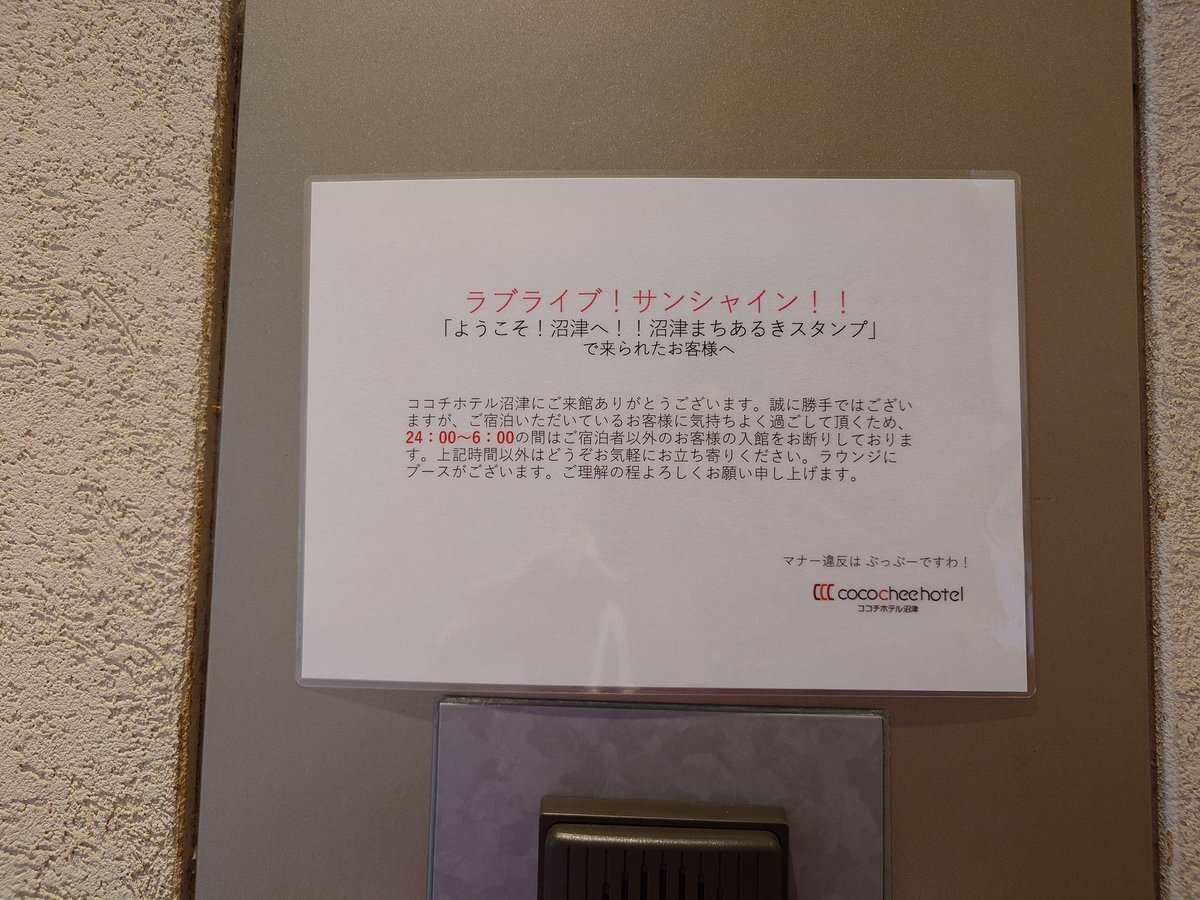 ラブライブ！サンシャイン！！
「ようこそ！沼津へ！！沼津まちあるきスタンプ」
で来られたお客様へ
ココチホテル沼津にご来館ありがとうございます。誠に勝手ではござい
ますが、ご宿泊いただいているお客様に気持ちよく過ごして頂くため、
24：00〜6：00の間はご宿泊者以外のお客様の入館をお断りしておりま
す。上記時間以外はどうぞお気軽にお立ち寄りください。ラウンジに
ブースがございます。ご理解の程よろしくお願い申し上げます。
マナー違反は ぶっぶーですわ！
cococheehotel
ココチホテル沼津